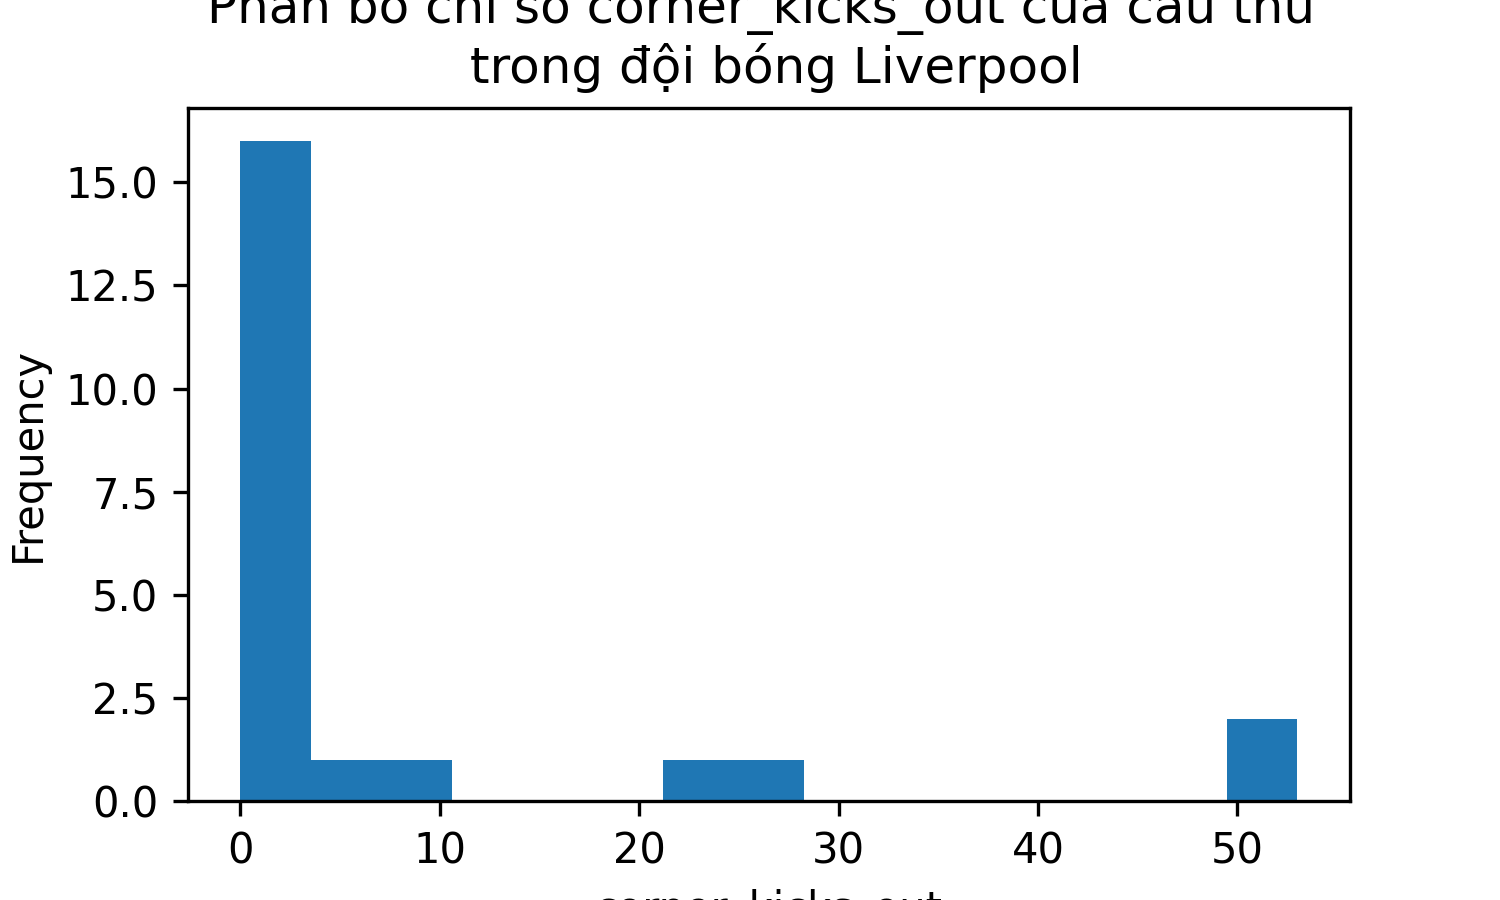 Phân bố chỉ số corner_kicks_out của cầu thủ
trong đội bóng Liverpool
15.0
12.5
10.0
7.5
5.0
2.5
0.0
Frequency
0 10 20 30 40 50
corner_kicks_out